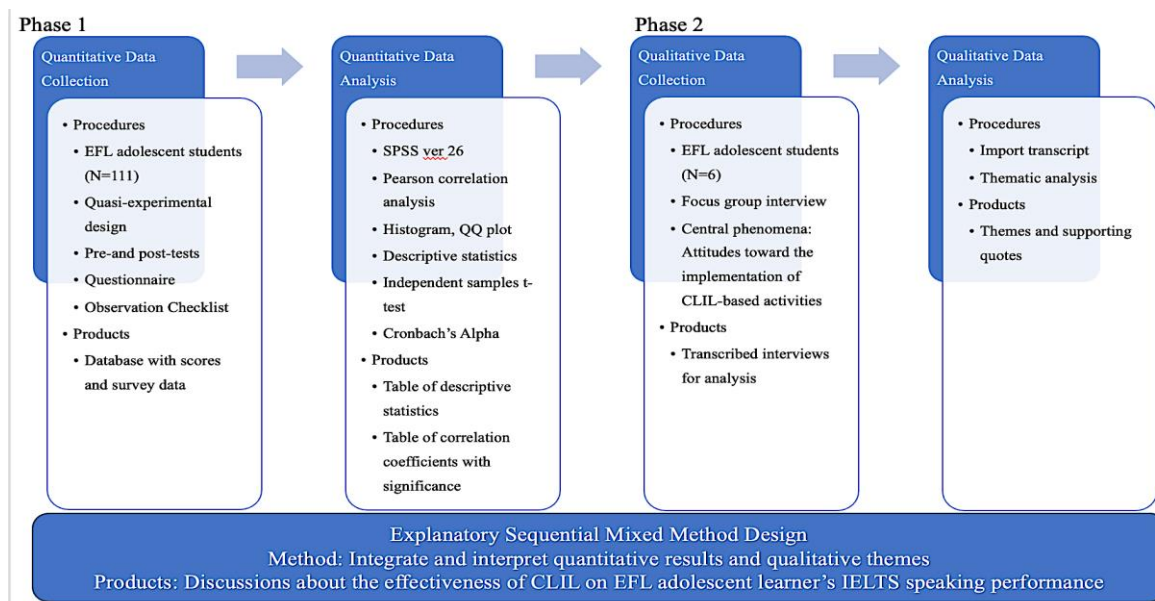 Phase 1
Quantitative Data
Collection
• Procedures
• EFL adolescent students
(N=111)
• Quasi-experimental
design
• Pre-and post-tests
• Questionnaire
• Observation Checklist
• Products
• Database with scores
and survey data
Quantitative Data
Analysis
• Procedures
• SPSS ver 26
• Pearson correlation
analysis
• Histogram, QQ plot
• Descriptive statistics
• Independent samples t-
test
• Cronbach's Alpha
• Products
• Table of descriptive
statistics
• Table of correlation
coefficients with
significance
Phase 2
Qualitative Data
Collection
• Procedures
• EFL adolescent students
(N=6)
• Focus group interview
• Central phenomena:
Attitudes toward the
implementation of
CLIL-based activities
• Products
• Transcribed interviews
for analysis
Qualitative Data
Analysis
• Procedures
• Import transcript
• Thematic analysis
• Products
• Themes and supporting
quotes
Explanatory Sequential Mixed Method Design
Method: Integrate and interpret quantitative results and qualitative themes
Products: Discussions about the effectiveness of CLIL on EFL adolescent learner's IELTS speaking performance